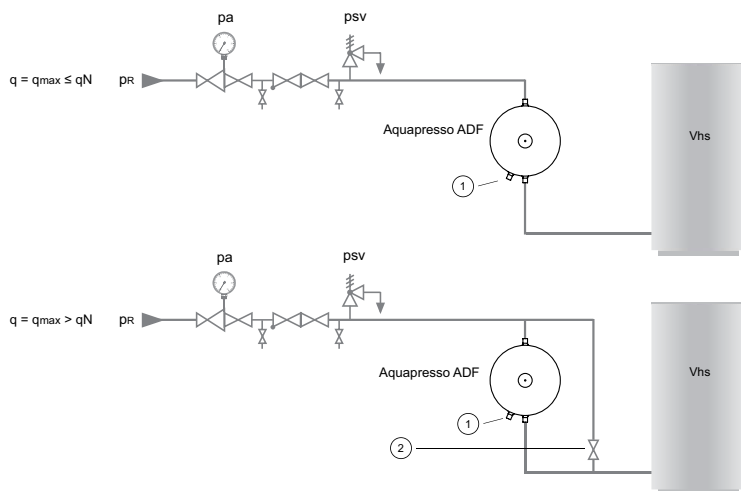 pa
psv
q = qmax ≤ qN
pR
Aquapresso ADF
Vhs
1
pa
psv
q = qmax > qN
pR
Aquapresso ADF
Vhs
1
2